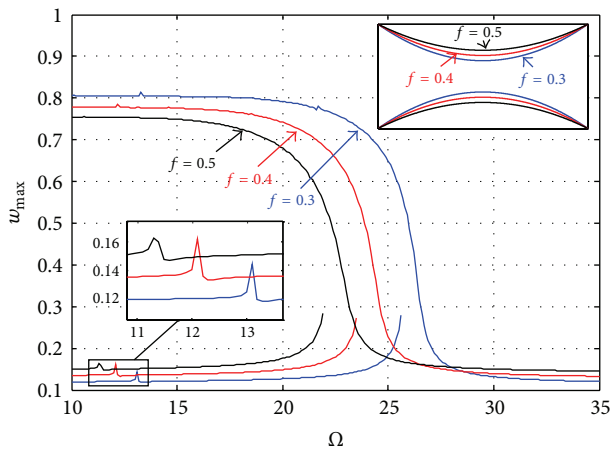 1
0.9
0.8
0.7
0.6
0.5
0.4
0.3
0.2
0.1
w_max
10 15 20 25 30 35
Ω
f = 0.5
f = 0.4
f = 0.3
f = 0.5
f = 0.4
f = 0.3
0.16
0.14
0.12
11 12 13